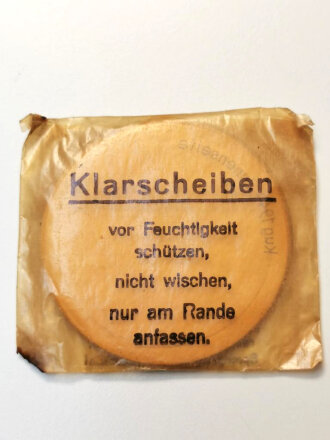 Klarscheiben
vor Feuchtigkeit
schützen,
nicht wischen,
nur am Rande
anfassen.